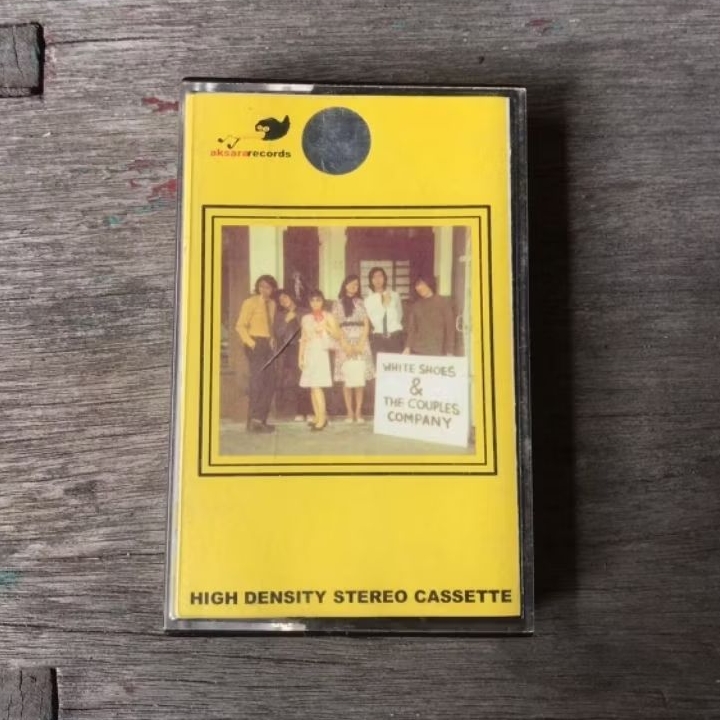 aksararecords
WHITE SHOES
&
THE COUPLES
COMPANY
HIGH DENSITY STEREO CASSETTE